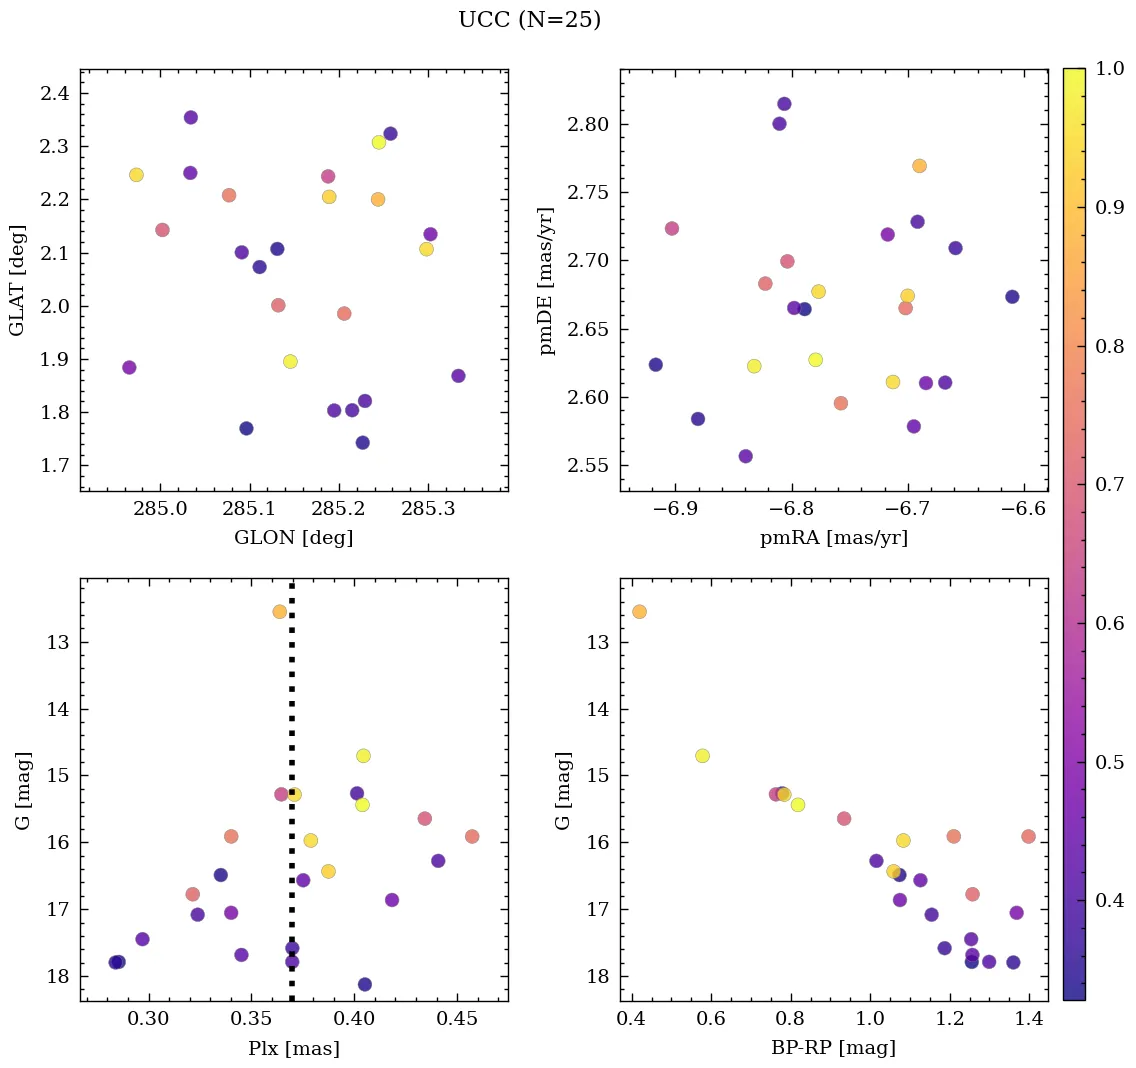 UCC (N=25)
2.4
2.3
2.2
2.1
2.0
1.9
1.8
1.7
GLAT [deg]
285.0 285.1 285.2 285.3
GLON [deg]
2.80
2.75
2.70
2.65
2.60
2.55
pmDE [mas/yr]
−6.9 −6.8 −6.7 −6.6
pmRA [mas/yr]
13
14
15
16
17
18
G [mag]
0.30 0.35 0.40 0.45
Plx [mas]
13
14
15
16
17
18
G [mag]
0.4 0.6 0.8 1.0 1.2 1.4
BP-RP [mag]
1.0
0.9
0.8
0.7
0.6
0.5
0.4